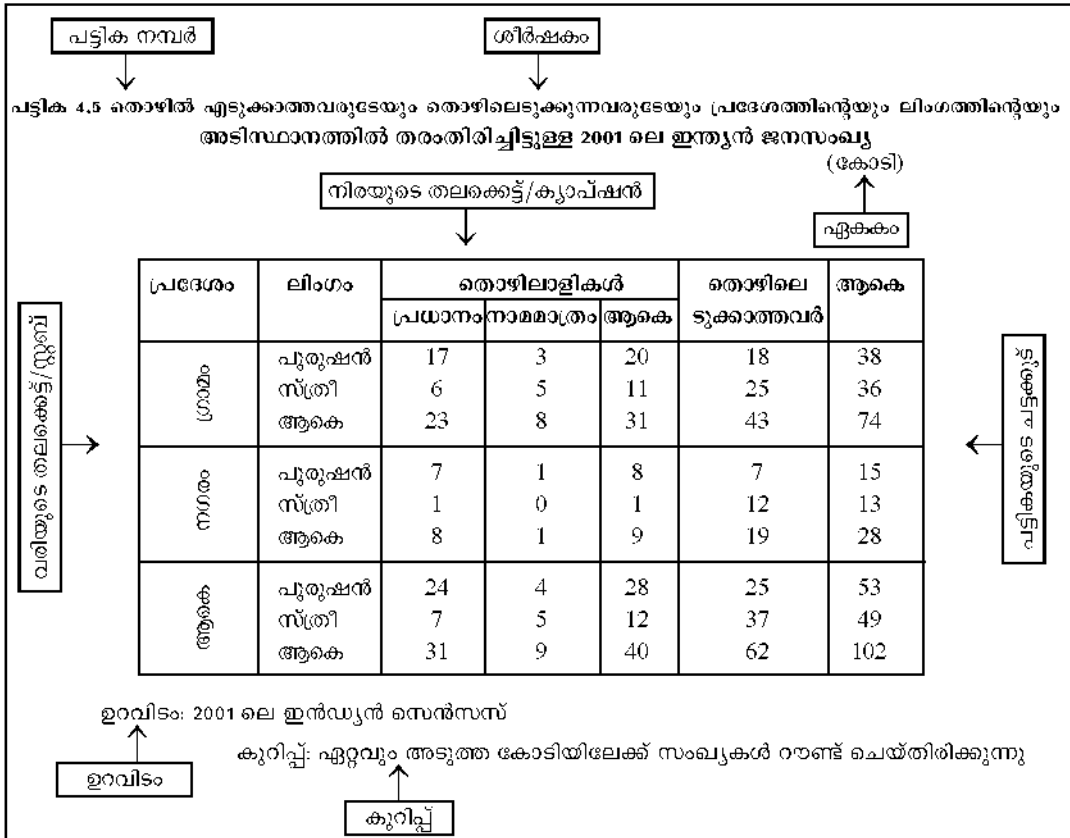 പട്ടിക നമ്പർ ശീർഷകം
പട്ടിക 4.5 തൊഴിൽ എടുക്കാത്തവരുടേയും തൊഴിലെടുക്കുന്നവരുടേയും പ്രദേശത്തിന്റെയും ലിംഗത്തിന്റെയും
അടിസ്ഥാനത്തിൽ തരംതിരിച്ചിട്ടുള്ള 2001 ലെ ഇന്ത്യൻ ജനസംഖ്യ
(കോടി)
നിരയുടെ തലക്കെട്ട്/ക്യാപ്ഷൻ
ഏകകം
പ്രദേശം ലിംഗം തൊഴിലാളികൾ തൊഴിലെ ആകെ
പ്രധാനം നാമമാത്രം ആകെ ടുക്കാത്തവർ
വരിയുടെ തലക്കെട്ട്/സ്റ്റബ്
ഗ്രാമം
പുരുഷൻ 17 3 20 18 38
സ്ത്രീ 6 5 11 25 36
ആകെ 23 8 31 43 74
നഗരം
പുരുഷൻ 7 1 8 7 15
സ്ത്രീ 1 0 1 12 13
ആകെ 8 1 9 19 28
ആകെ
പുരുഷൻ 24 4 28 25 53
സ്ത്രീ 7 5 12 37 49
ആകെ 31 9 40 62 102
പട്ടികയുടെ
ഉറവിടം: 2001 ലെ ഇൻഡ്യൻ സെൻസസ്
കുറിപ്പ്: ഏറ്റവും അടുത്ത കോടിയിലേക്ക് സംഖ്യകൾ റൗണ്ട് ചെയ്തിരിക്കുന്നു
ഉറവിടം
കുറിപ്പ്